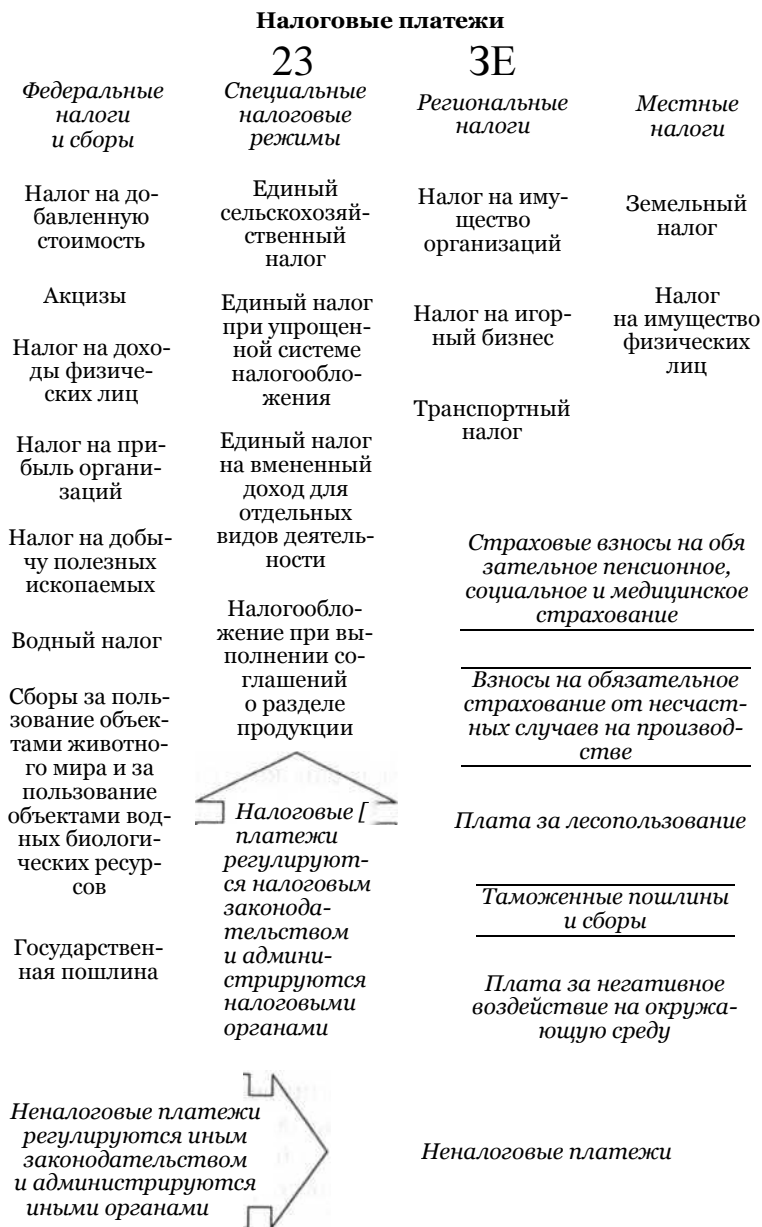 Налоговые платежи
23
ЗЕ
Федеральные
налоги
и сборы
Налог на до-
бавленную
стоимость
Акцизы
Налог на дохо-
ды физиче-
ских лиц
Налог на при-
быль органи-
заций
Налог на добы-
чу полезных
ископаемых
Водный налог
Сборы за поль-
зование объек-
тами животно-
го мира и за
пользование
объектами вод-
ных биологи-
ческих ресур-
сов
Государствен-
ная пошлина
Специальные
налоговые
режимы
Единый
сельскохозяй-
ственный
налог
Единый налог
при упрощен-
ной системе
налогообло-
жения
Единый налог
на вмененный
доход для
отдельных
видов деятель-
ности
Налогообло-
жение при вы-
полнении со-
глашений
о разделе
продукции
Налоговые [
платежи
регулируют-
ся налоговым
законода-
тельством
и админи-
стрируются
налоговыми
органами
Региональные
налоги
Налог на иму-
щество
организаций
Налог на игор-
ный бизнес
Транспортный
налог
Местные
налоги
Земельный
налог
Налог
на имущество
физических
лиц
Страховые взносы на обя
зательное пенсионное,
социальное и медицинское
страхование
Взносы на обязательное
страхование от несчаст-
ных случаев на производ-
стве
Плата за лесопользование
Таможенные пошлины
и сборы
Плата за негативное
воздействие на окружа-
ющую среду
Неналоговые платежи
регулируются иным
законодательством
и администрируются
иными органами
Неналоговые платежи